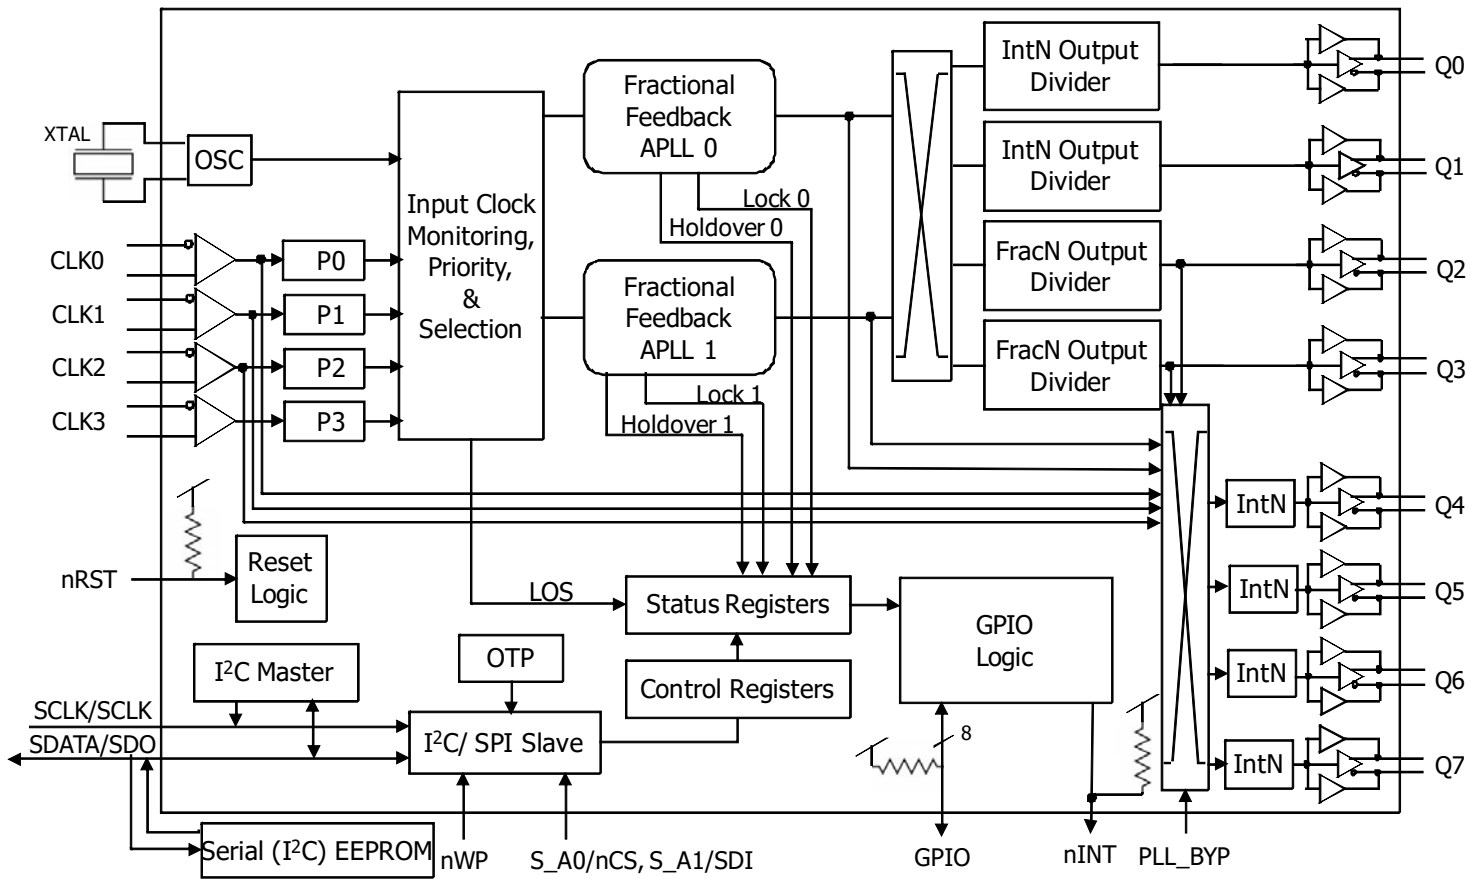 XTAL
OSC
CLK0
CLK1
CLK2
CLK3
P0
P1
P2
P3
Input Clock
Monitoring,
Priority,
&
Selection
Fractional
Feedback
APLL 0
Lock 0
Holdover 0
Fractional
Feedback
APLL 1
Lock 1
Holdover 1
IntN Output
Divider
IntN Output
Divider
FracN Output
Divider
FracN Output
Divider
Q0
Q1
Q2
Q3
IntN
Q4
IntN
Q5
IntN
Q6
IntN
Q7
nRST
Reset
Logic
LOS
Status Registers
GPIO
Logic
Control Registers
OTP
I²C Master
SCLK/SCLK
SDATA/SDO
I²C/ SPI Slave
8
Serial (I²C) EEPROM
nWP
S_A0/nCS, S_A1/SDI
GPIO
nINT
PLL_BYP